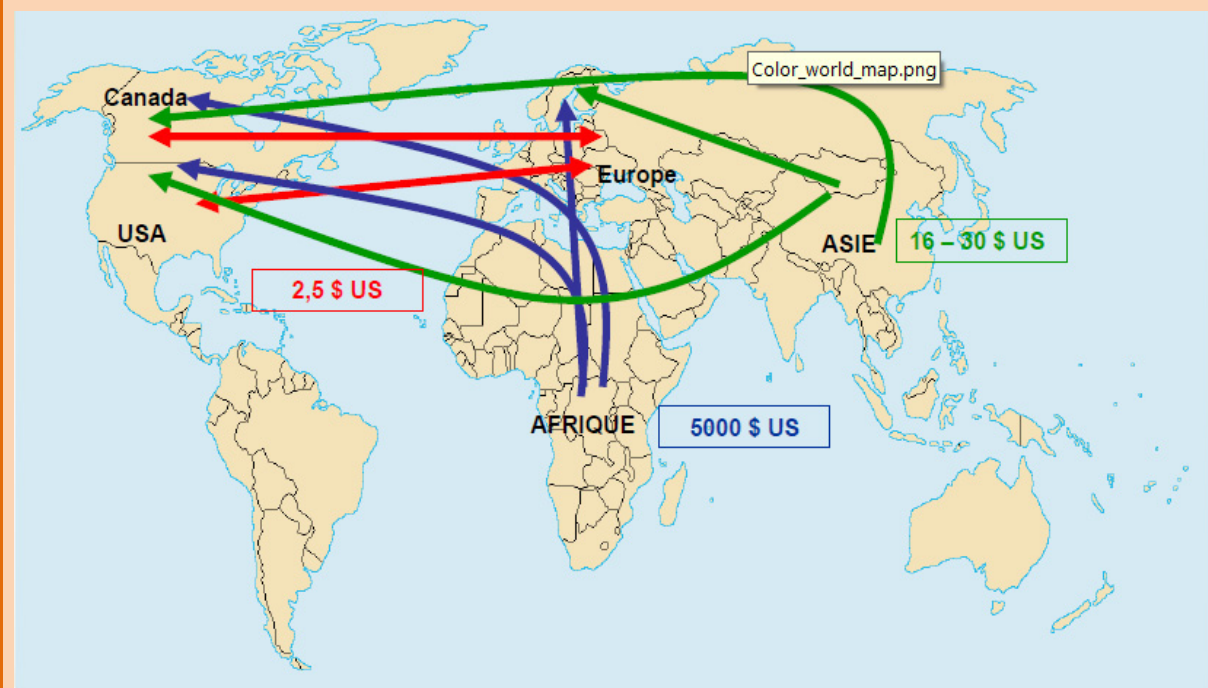 Color_world_map.png
Canada
Europe
USA
ASIE
16 – 30 $ US
2,5 $ US
AFRIQUE
5000 $ US